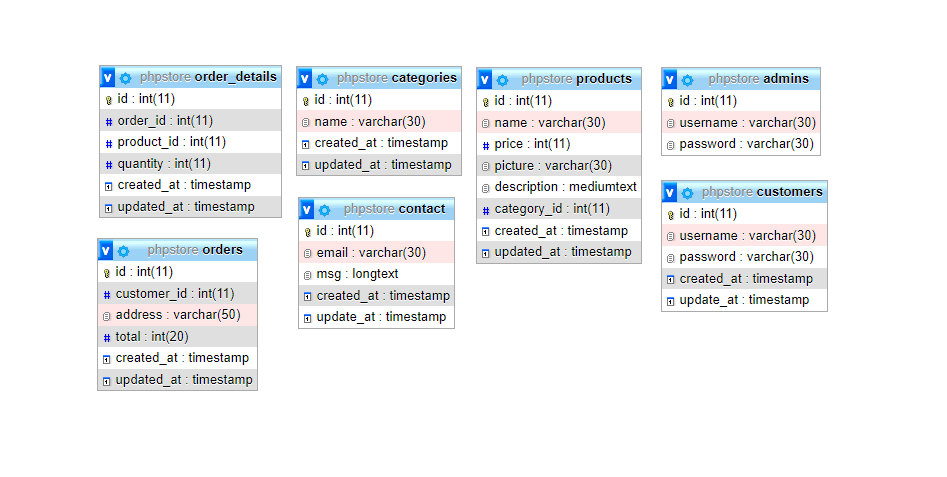 phpstore order_details
id : int(11)
order_id : int(11)
product_id : int(11)
quantity : int(11)
created_at : timestamp
updated_at : timestamp
phpstore orders
id : int(11)
customer_id : int(11)
address : varchar(50)
total : int(20)
created_at : timestamp
updated_at : timestamp
phpstore categories
id : int(11)
name : varchar(30)
created_at : timestamp
updated_at : timestamp
phpstore contact
id : int(11)
email : varchar(30)
msg : longtext
created_at : timestamp
update_at : timestamp
phpstore products
id : int(11)
name : varchar(30)
price : int(11)
picture : varchar(30)
description : mediumtext
category_id : int(11)
created_at : timestamp
updated_at : timestamp
phpstore admins
id : int(11)
username : varchar(30)
password : varchar(30)
phpstore customers
id : int(11)
username : varchar(30)
password : varchar(30)
created_at : timestamp
update_at : timestamp